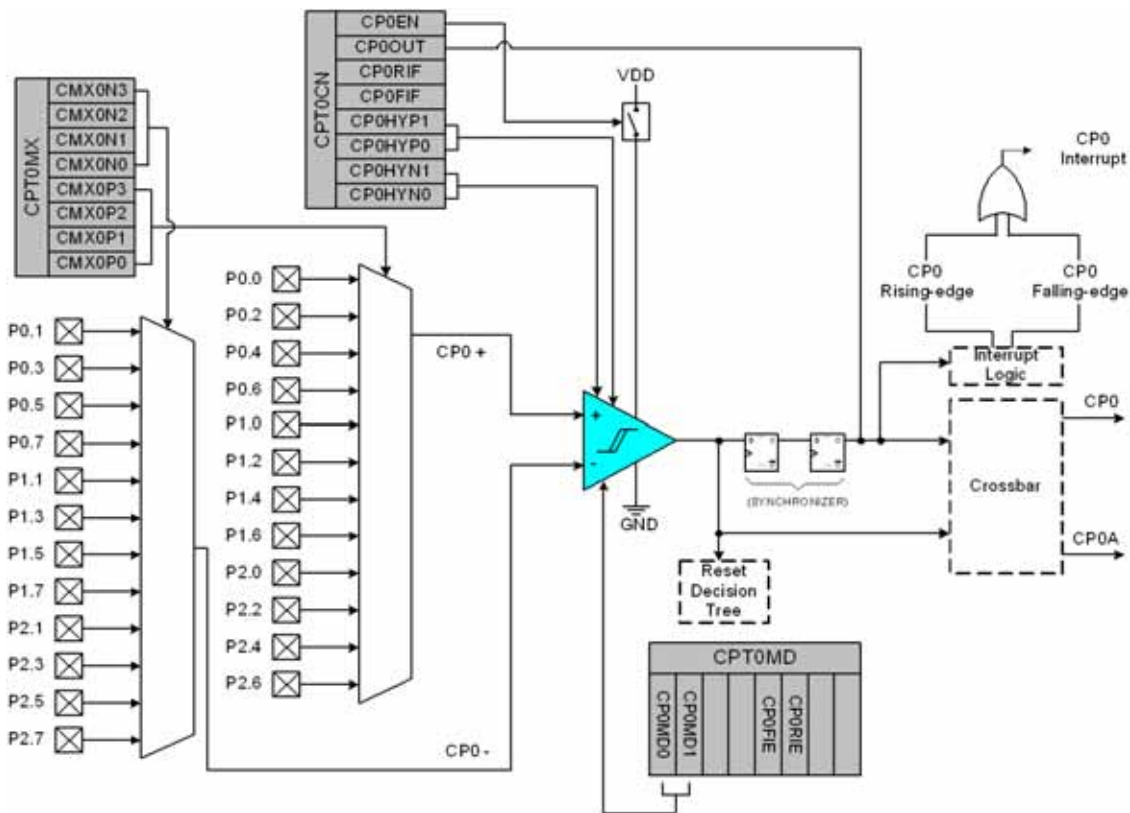 CPT0CN
CP0EN
CP0OUT
CP0RIF
CP0FIF
CP0HYP1
CP0HYP0
CP0HYN1
CP0HYN0
CPT0MX
CMX0N3
CMX0N2
CMX0N1
CMX0N0
CMX0P3
CMX0P2
CMX0P1
CMX0P0
VDD
CP0
Interrupt
CP0
Rising-edge
CP0
Falling-edge
Interrupt
Logic
P0.0
P0.2
P0.4
P0.6
P1.0
P1.2
P1.4
P1.6
P2.0
P2.2
P2.4
P2.6
P0.1
P0.3
P0.5
P0.7
P1.1
P1.3
P1.5
P1.7
P2.1
P2.3
P2.5
P2.7
CP0 +
CP0 -
+
-
GND
(SYNCHRONIZER)
Crossbar
CP0
CP0A
Reset
Decision
Tree
CPT0MD
CP0MD0
CP0MD1
CP0FIE
CP0RIE